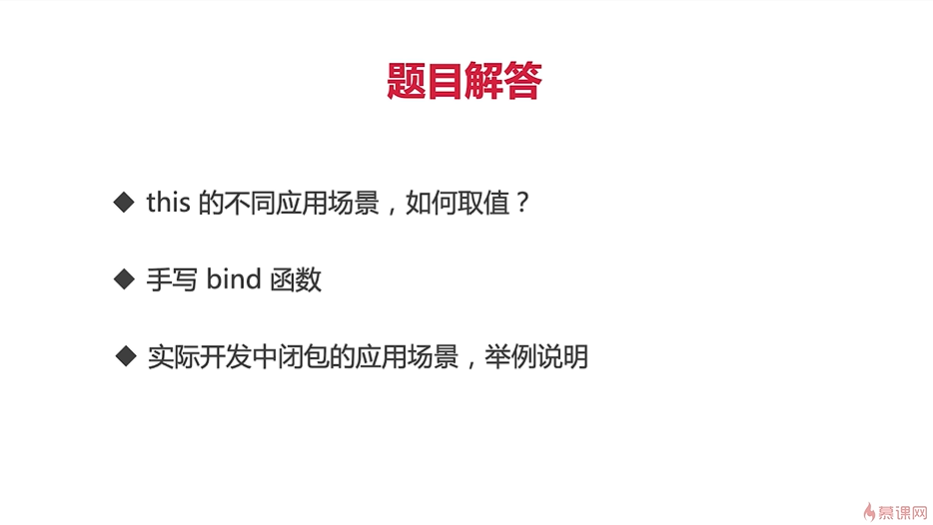 题目解答
◆ this 的不同应用场景，如何取值？
◆ 手写 bind 函数
◆ 实际开发中闭包的应用场景，举例说明
慕课网